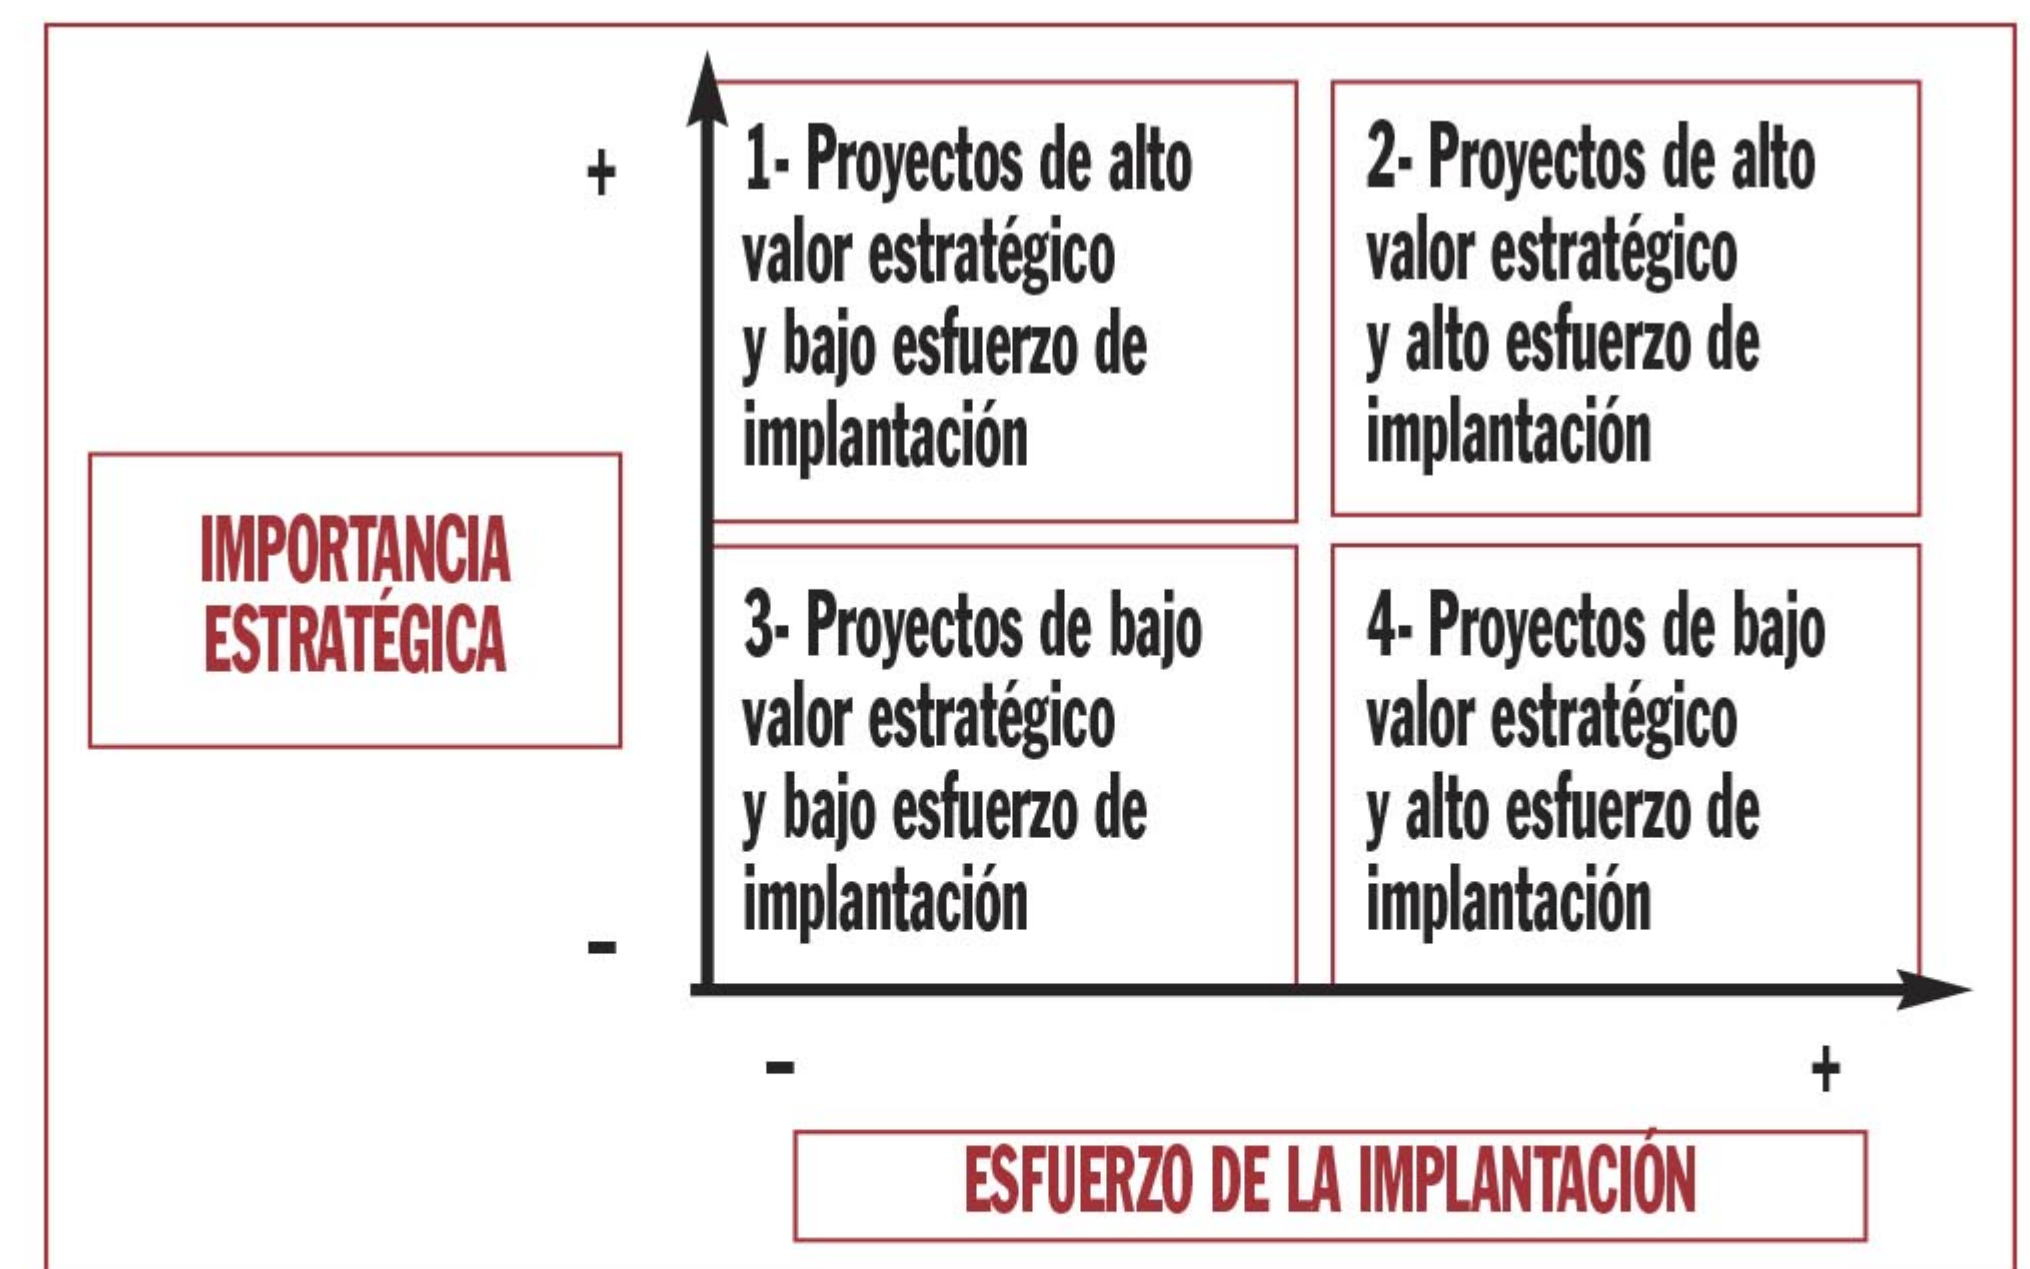 +
1- Proyectos de alto
valor estratégico
y bajo esfuerzo de
implantación
2- Proyectos de alto
valor estratégico
y alto esfuerzo de
implantación
IMPORTANCIA
ESTRATÉGICA
3- Proyectos de bajo
valor estratégico
y bajo esfuerzo de
implantación
4- Proyectos de bajo
valor estratégico
y alto esfuerzo de
implantación
-
-
+
ESFUERZO DE LA IMPLANTACIÓN